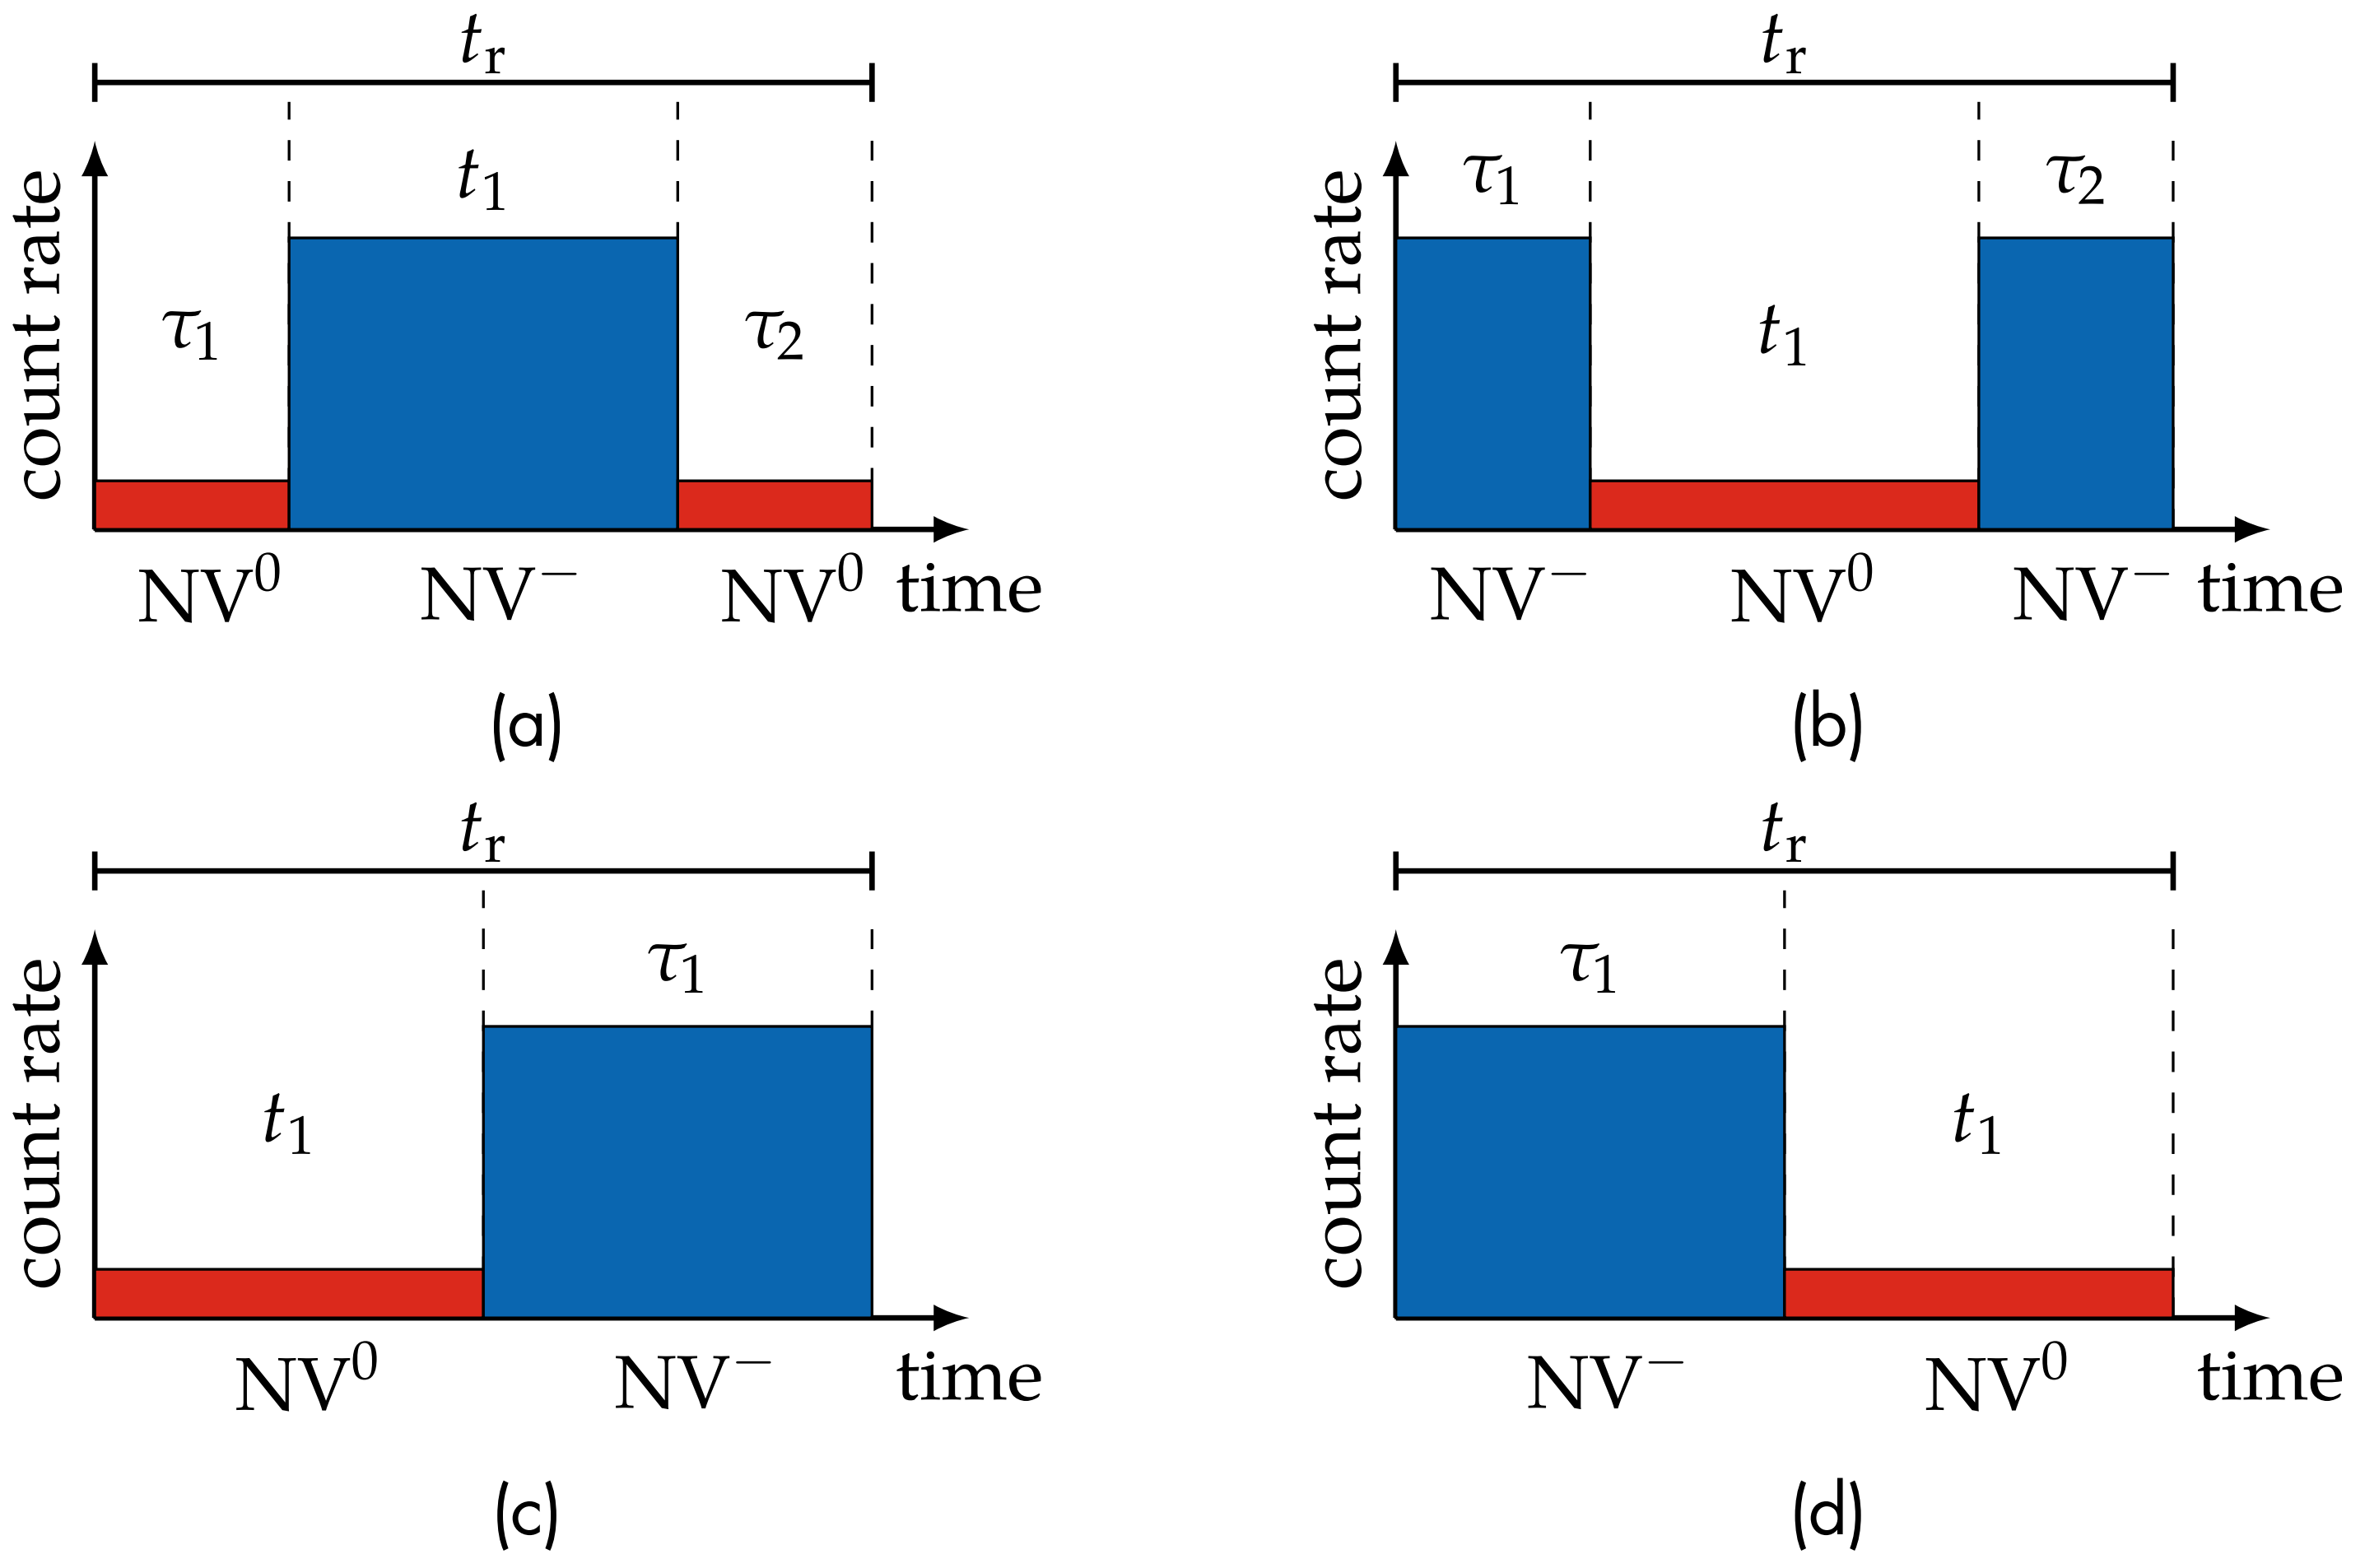 t_r
t_r
t_1
τ_1
τ_2
τ_1
τ_2
t_1
count rate
count rate
NV^0 NV^− NV^0 time
NV^− NV^0 NV^− time
(a)
(b)
t_r
t_r
τ_1
τ_1
t_1
t_1
count rate
count rate
NV^0 NV^− time
NV^− NV^0 time
(c)
(d)